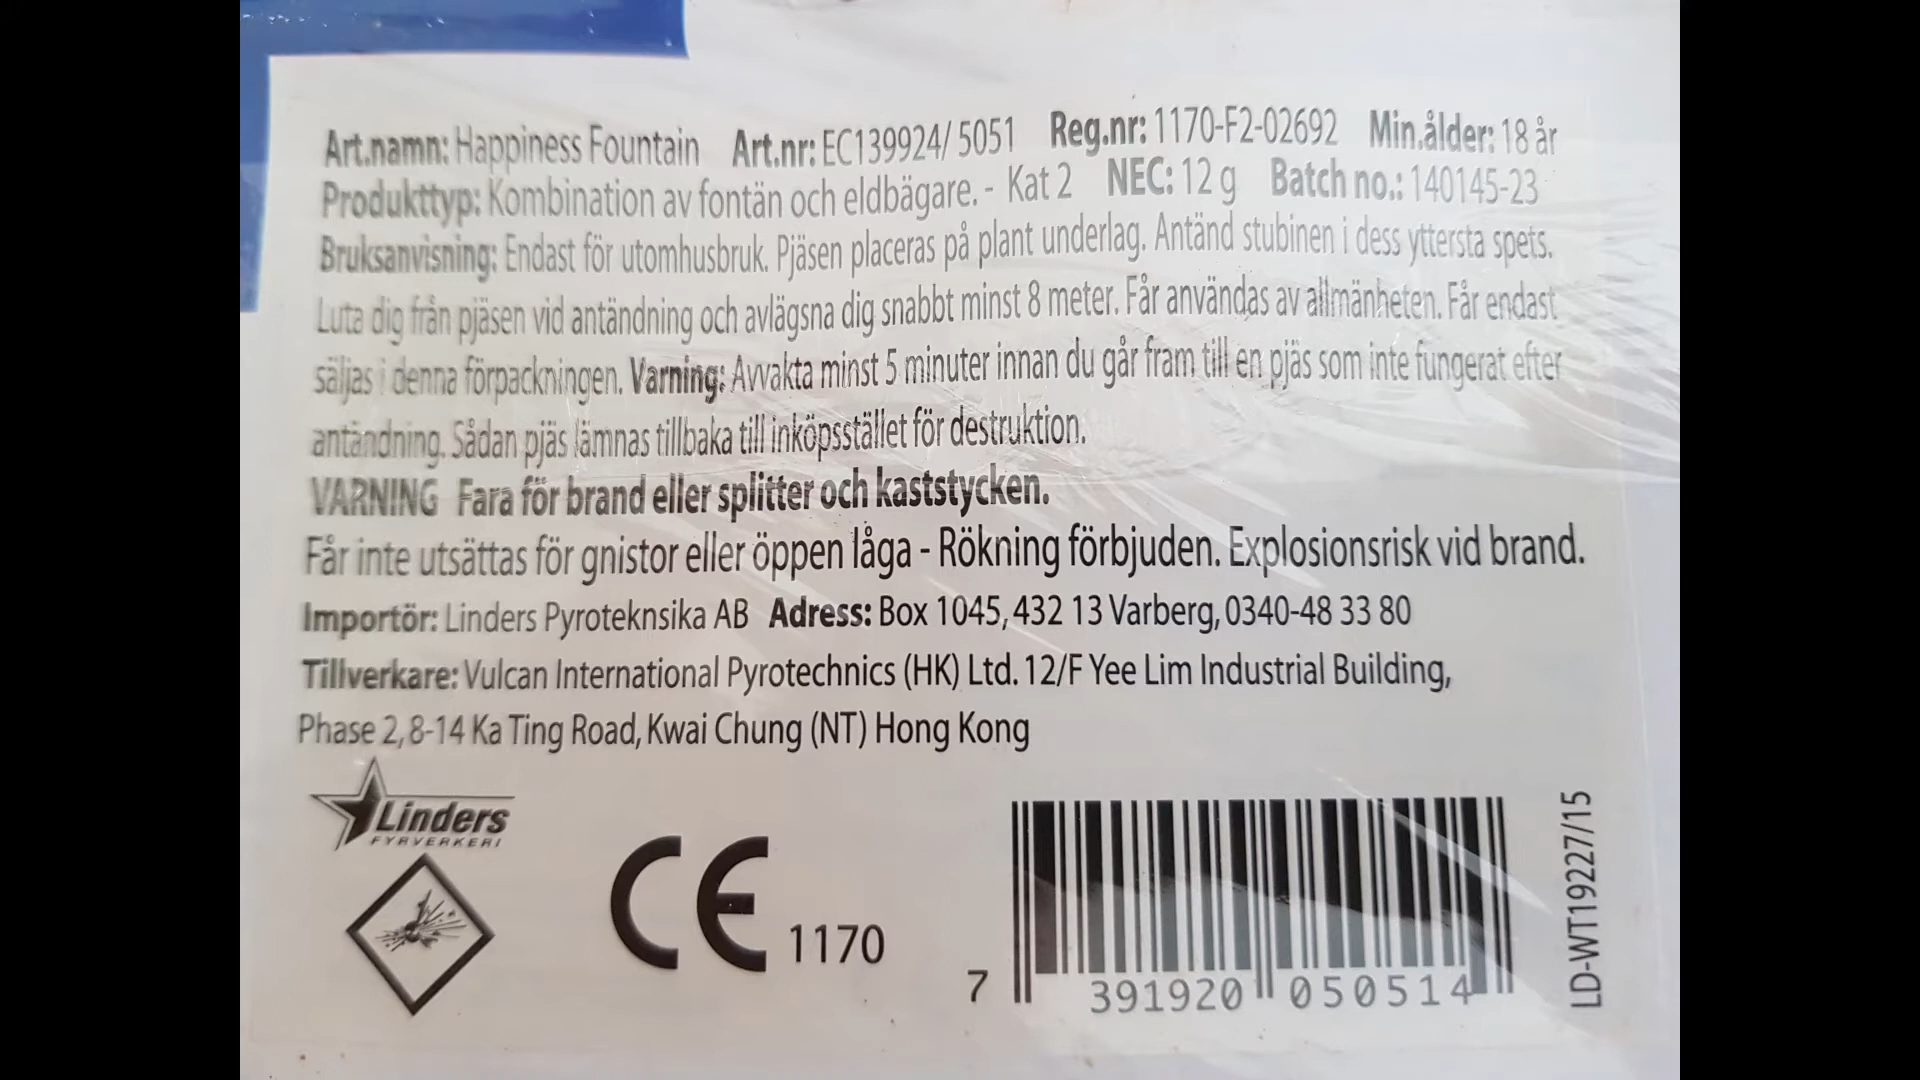 Art.namn: Happiness Fountain Art.nr: EC139924/ 5051 Reg.nr: 1170-F2-02692 Min.ålder: 18 år
Produkttyp: Kombination av fontän och eldbägare. - Kat 2 NEC: 12 g Batch no.: 140145-23
Bruksanvisning: Endast för utomhusbruk. Pjäsen placeras på plant underlag. Antänd stubinen i dess yttersta spets.
Luta dig från pjäsen vid antändning och avlägsna dig snabbt minst 8 meter. Får användas av allmänheten. Får endast
säljas i denna förpackningen. Varning: Avvakta minst 5 minuter innan du går fram till en pjäs som inte fungerat efter
antändning. Sådan pjäs lämnas tillbaka till inköpsstället för destruktion.
VARNING Fara för brand eller splitter och kaststycken.
Får inte utsättas för gnistor eller öppen låga - Rökning förbjuden. Explosionsrisk vid brand.
Importör: Linders Pyroteknsika AB Adress: Box 1045, 432 13 Varberg, 0340-48 33 80
Tillverkare: Vulcan International Pyrotechnics (HK) Ltd. 12/F Yee Lim Industrial Building,
Phase 2, 8-14 Ka Ting Road, Kwai Chung (NT) Hong Kong
Linders
FYRVERKERI
CE 1170
7 391920 050514
LD-WT19227/15